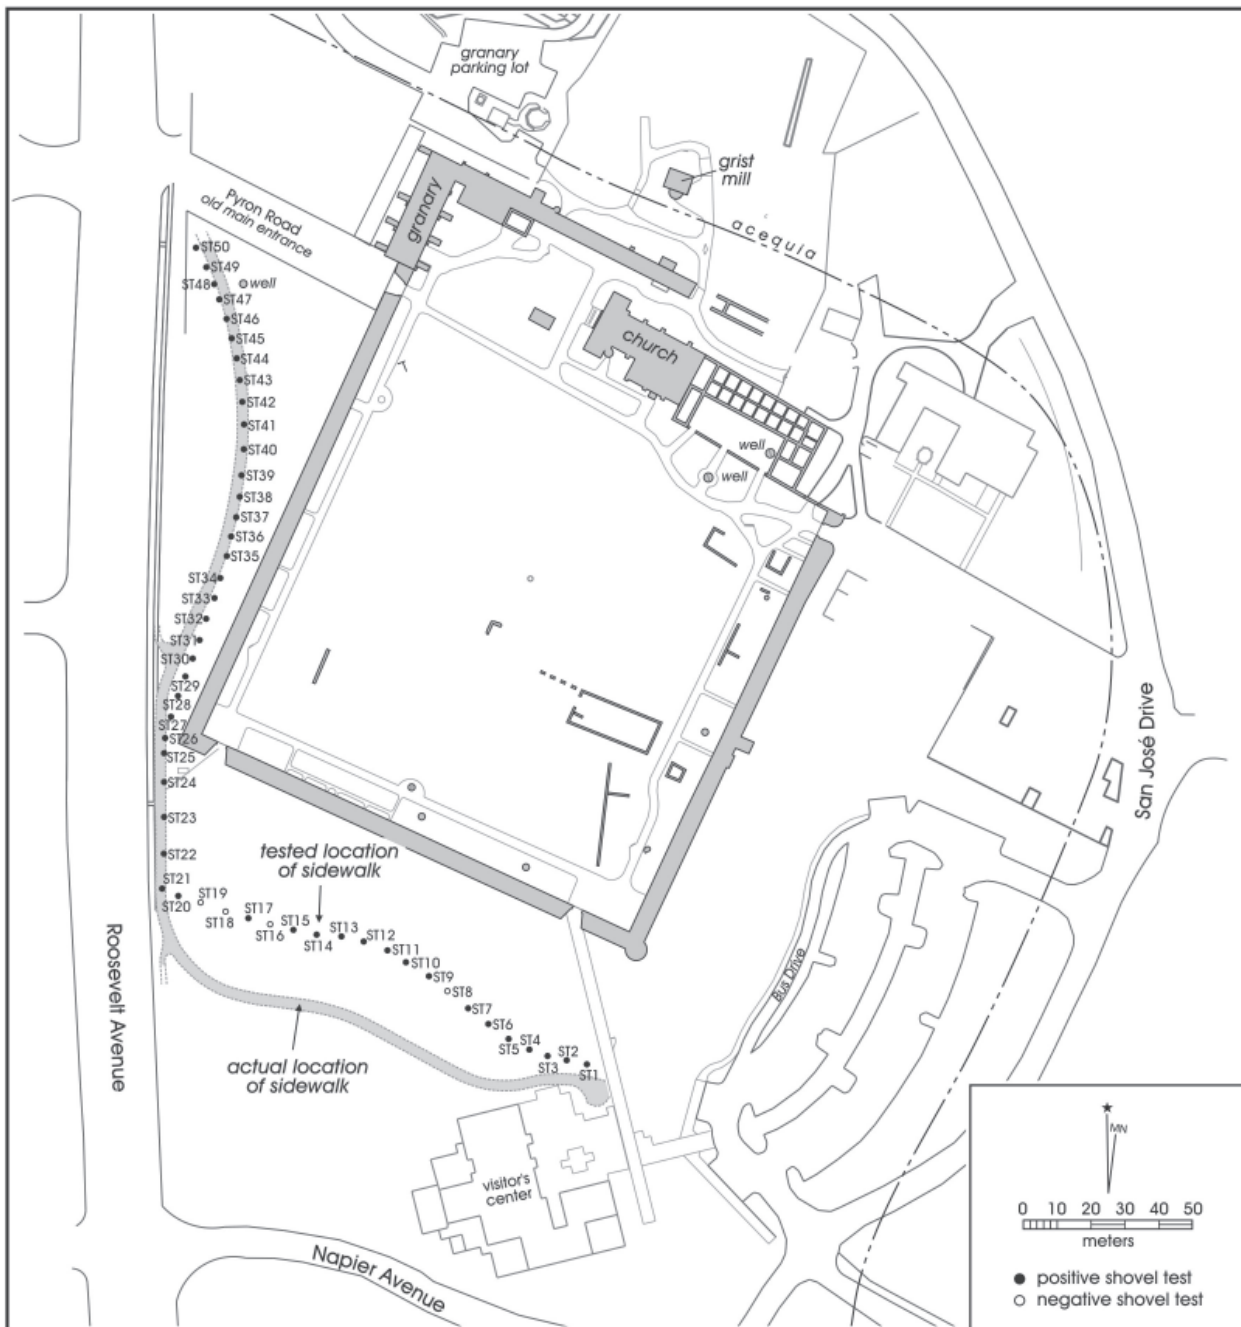 granary
parking lot
grist
mill
granary
Pyron Road
old main entrance
acequia
ST50
ST49
ST48
well
ST47
ST46
ST45
church
ST44
ST43
ST42
ST41
ST40
well
well
ST39
ST38
ST37
ST36
ST35
ST34
ST33
ST32
ST31
ST30
ST29
ST28
ST27
ST26
ST25
ST24
ST23
ST22
ST21
ST20
ST19
ST18
ST17
ST16
ST15
ST14
ST13
ST12
ST11
ST10
ST9
ST8
ST7
ST6
ST5
ST4
ST3
ST2
ST1
tested location
of sidewalk
actual location
of sidewalk
San José Drive
Bus Drive
Roosevelt Avenue
visitor's
center
Napier Avenue
MN
0 10 20 30 40 50
meters
positive shovel test
negative shovel test